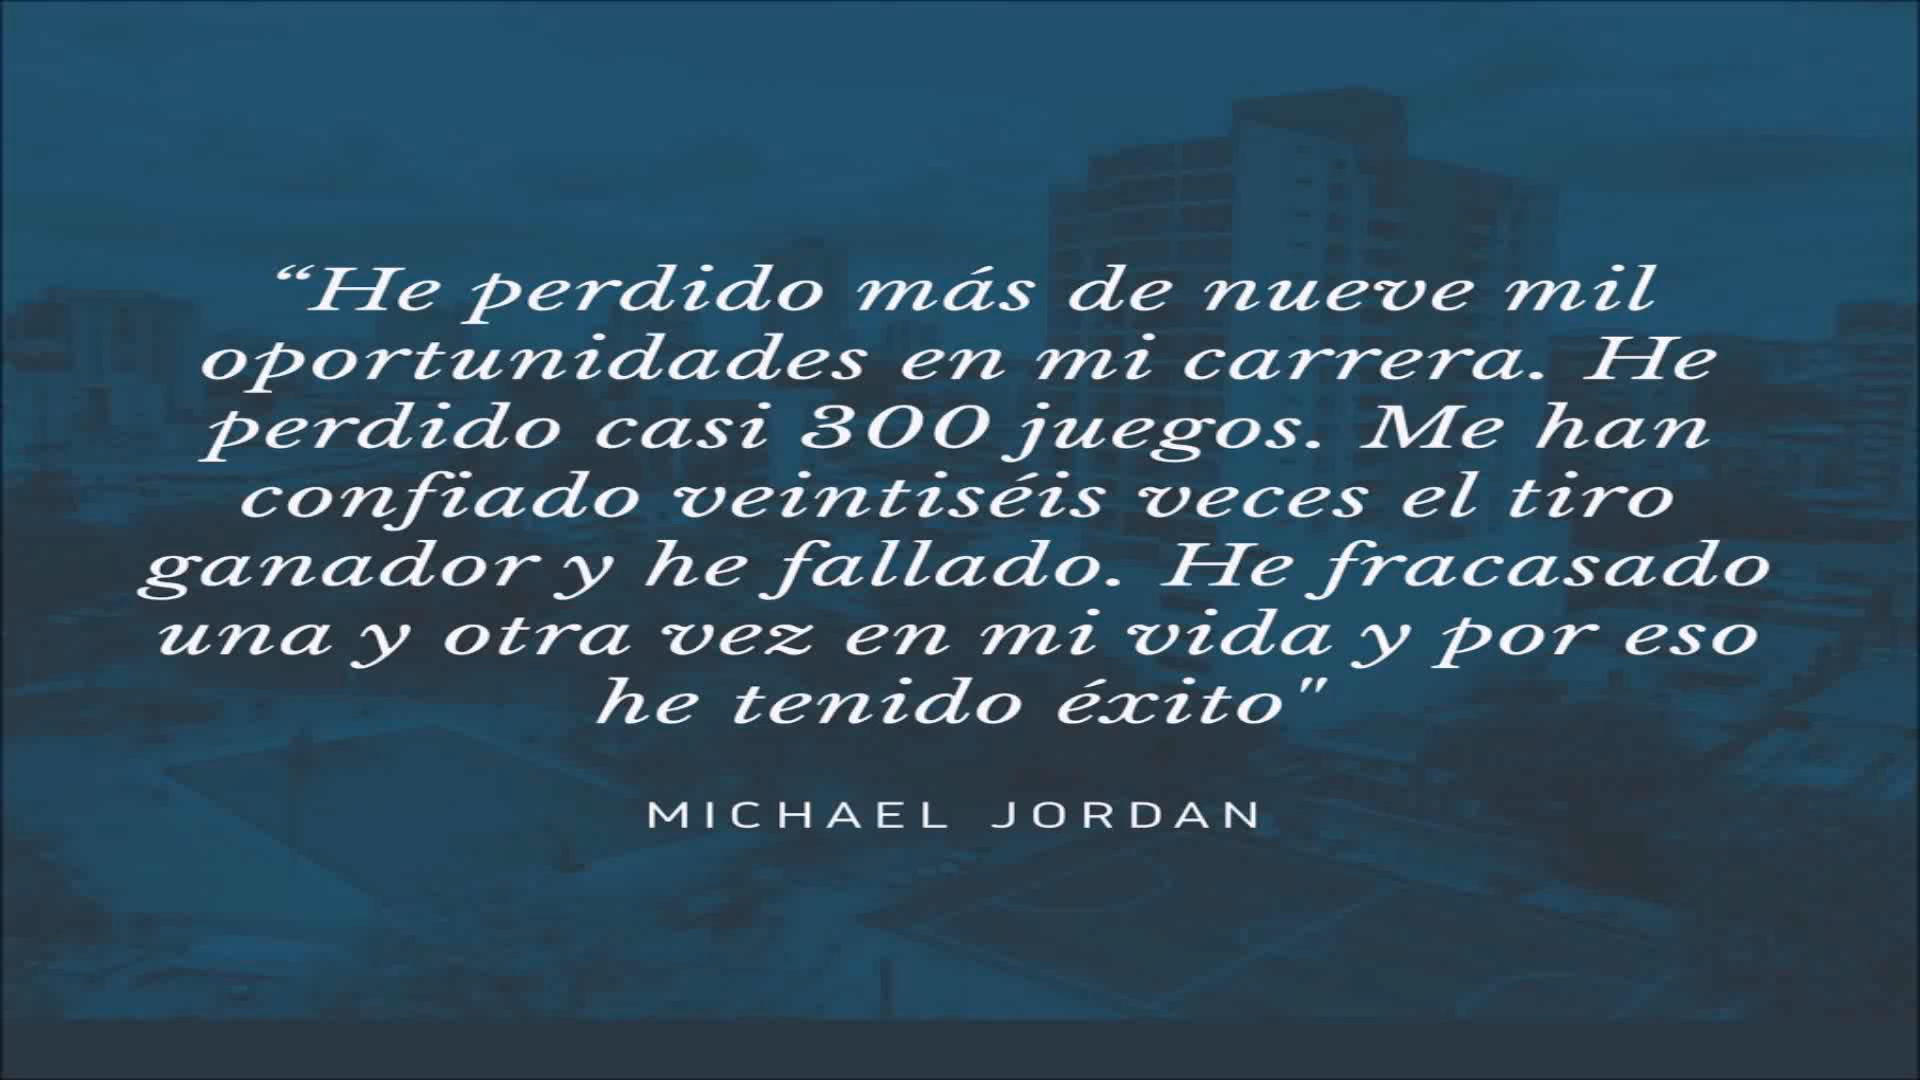 “He perdido más de nueve mil
oportunidades en mi carrera. He
perdido casi 300 juegos. Me han
confiado veintiséis veces el tiro
ganador y he fallado. He fracasado
una y otra vez en mi vida y por eso
he tenido éxito"
MICHAEL JORDAN